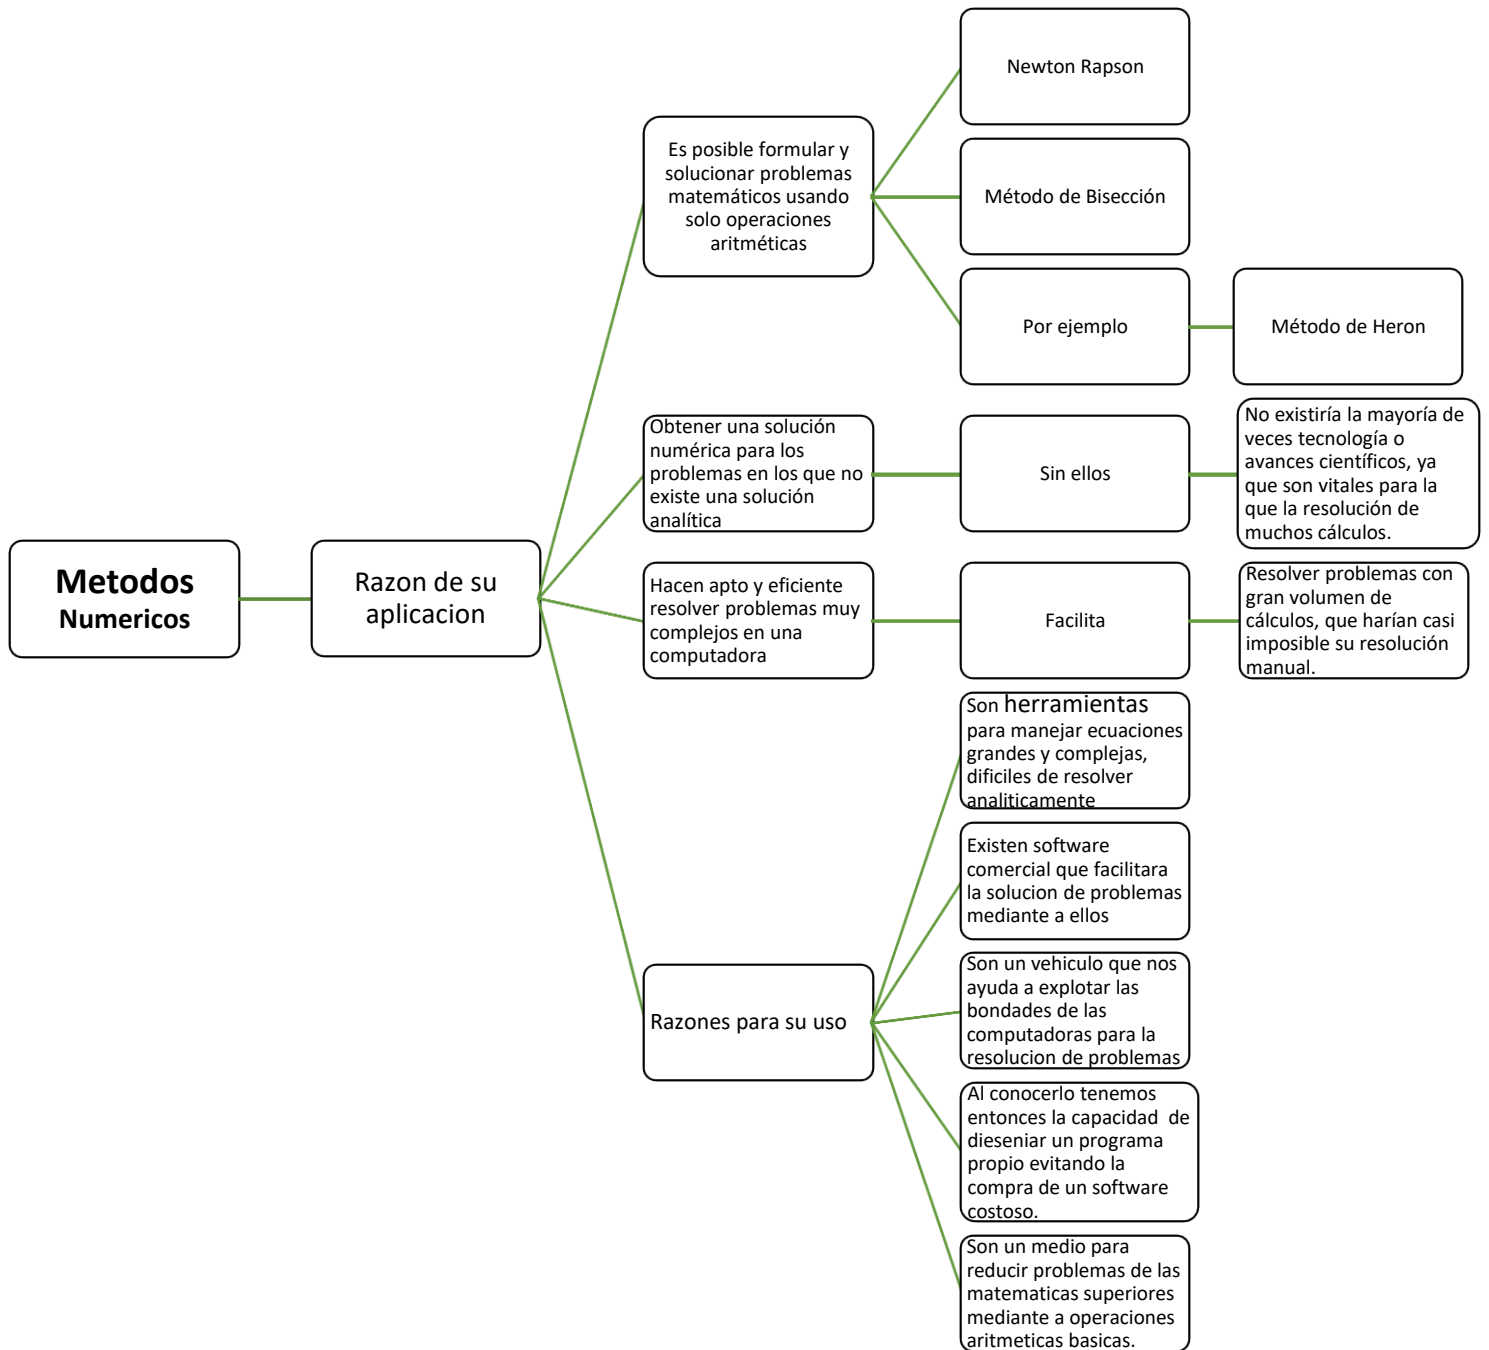 Newton Rapson
Es posible formular y
solucionar problemas
matemáticos usando
solo operaciones
aritméticas
Método de Bisección
Por ejemplo
Método de Heron
Obtener una solución
numérica para los
problemas en los que no
existe una solución
analítica
Sin ellos
No existiría la mayoría de
veces tecnología o
avances científicos, ya
que son vitales para la
que la resolución de
muchos cálculos.
Metodos
Numericos
Razon de su
aplicacion
Hacen apto y eficiente
resolver problemas muy
complejos en una
computadora
Facilita
Resolver problemas con
gran volumen de
cálculos, que harían casi
imposible su resolución
manual.
Razones para su uso
Son herramientas
para manejar ecuaciones
grandes y complejas,
dificiles de resolver
analiticamente
Existen software
comercial que facilitara
la solucion de problemas
mediante a ellos
Son un vehiculo que nos
ayuda a explotar las
bondades de las
computadoras para la
resolucion de problemas
Al conocerlo tenemos
entonces la capacidad  de
dieseniar un programa
propio evitando la
compra de un software
costoso.
Son un medio para
reducir problemas de las
matematicas superiores
mediante a operaciones
aritmeticas basicas.